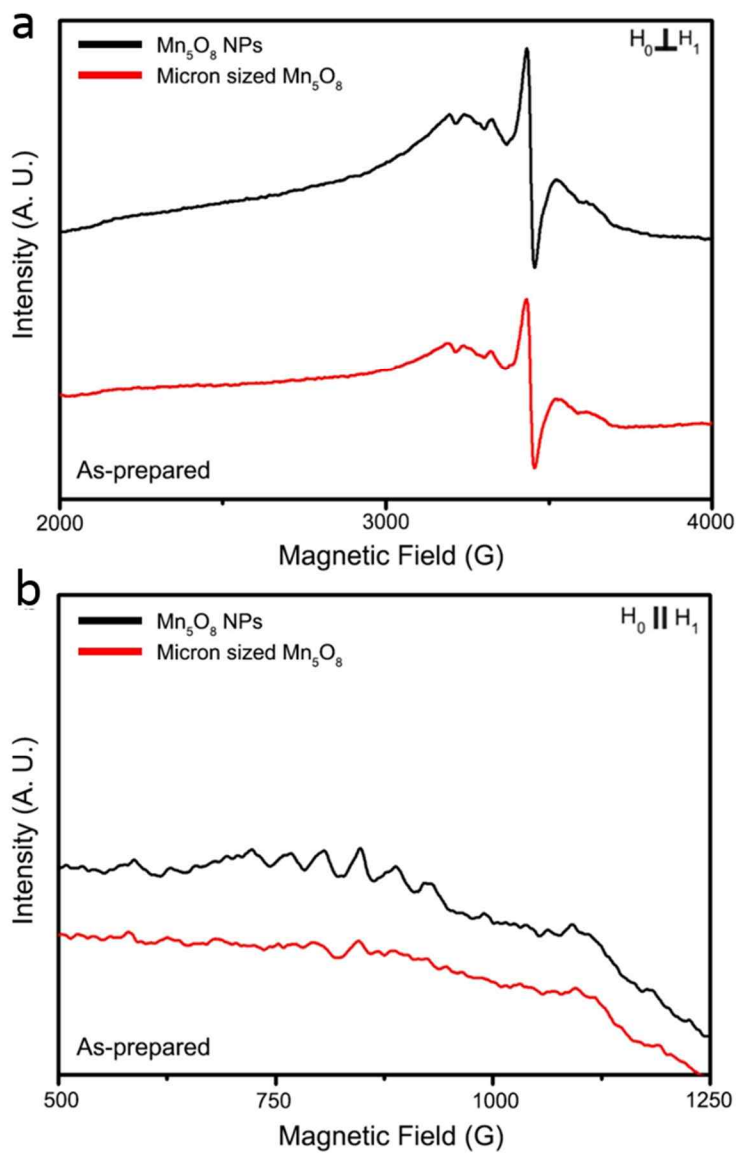 a
Mn₅O₈ NPs
Micron sized Mn₅O₈
H₀⊥H₁
Intensity (A. U.)
As-prepared
2000 3000 4000
Magnetic Field (G)
b
Mn₅O₈ NPs
Micron sized Mn₅O₈
H₀ ∥ H₁
Intensity (A. U.)
As-prepared
500 750 1000 1250
Magnetic Field (G)